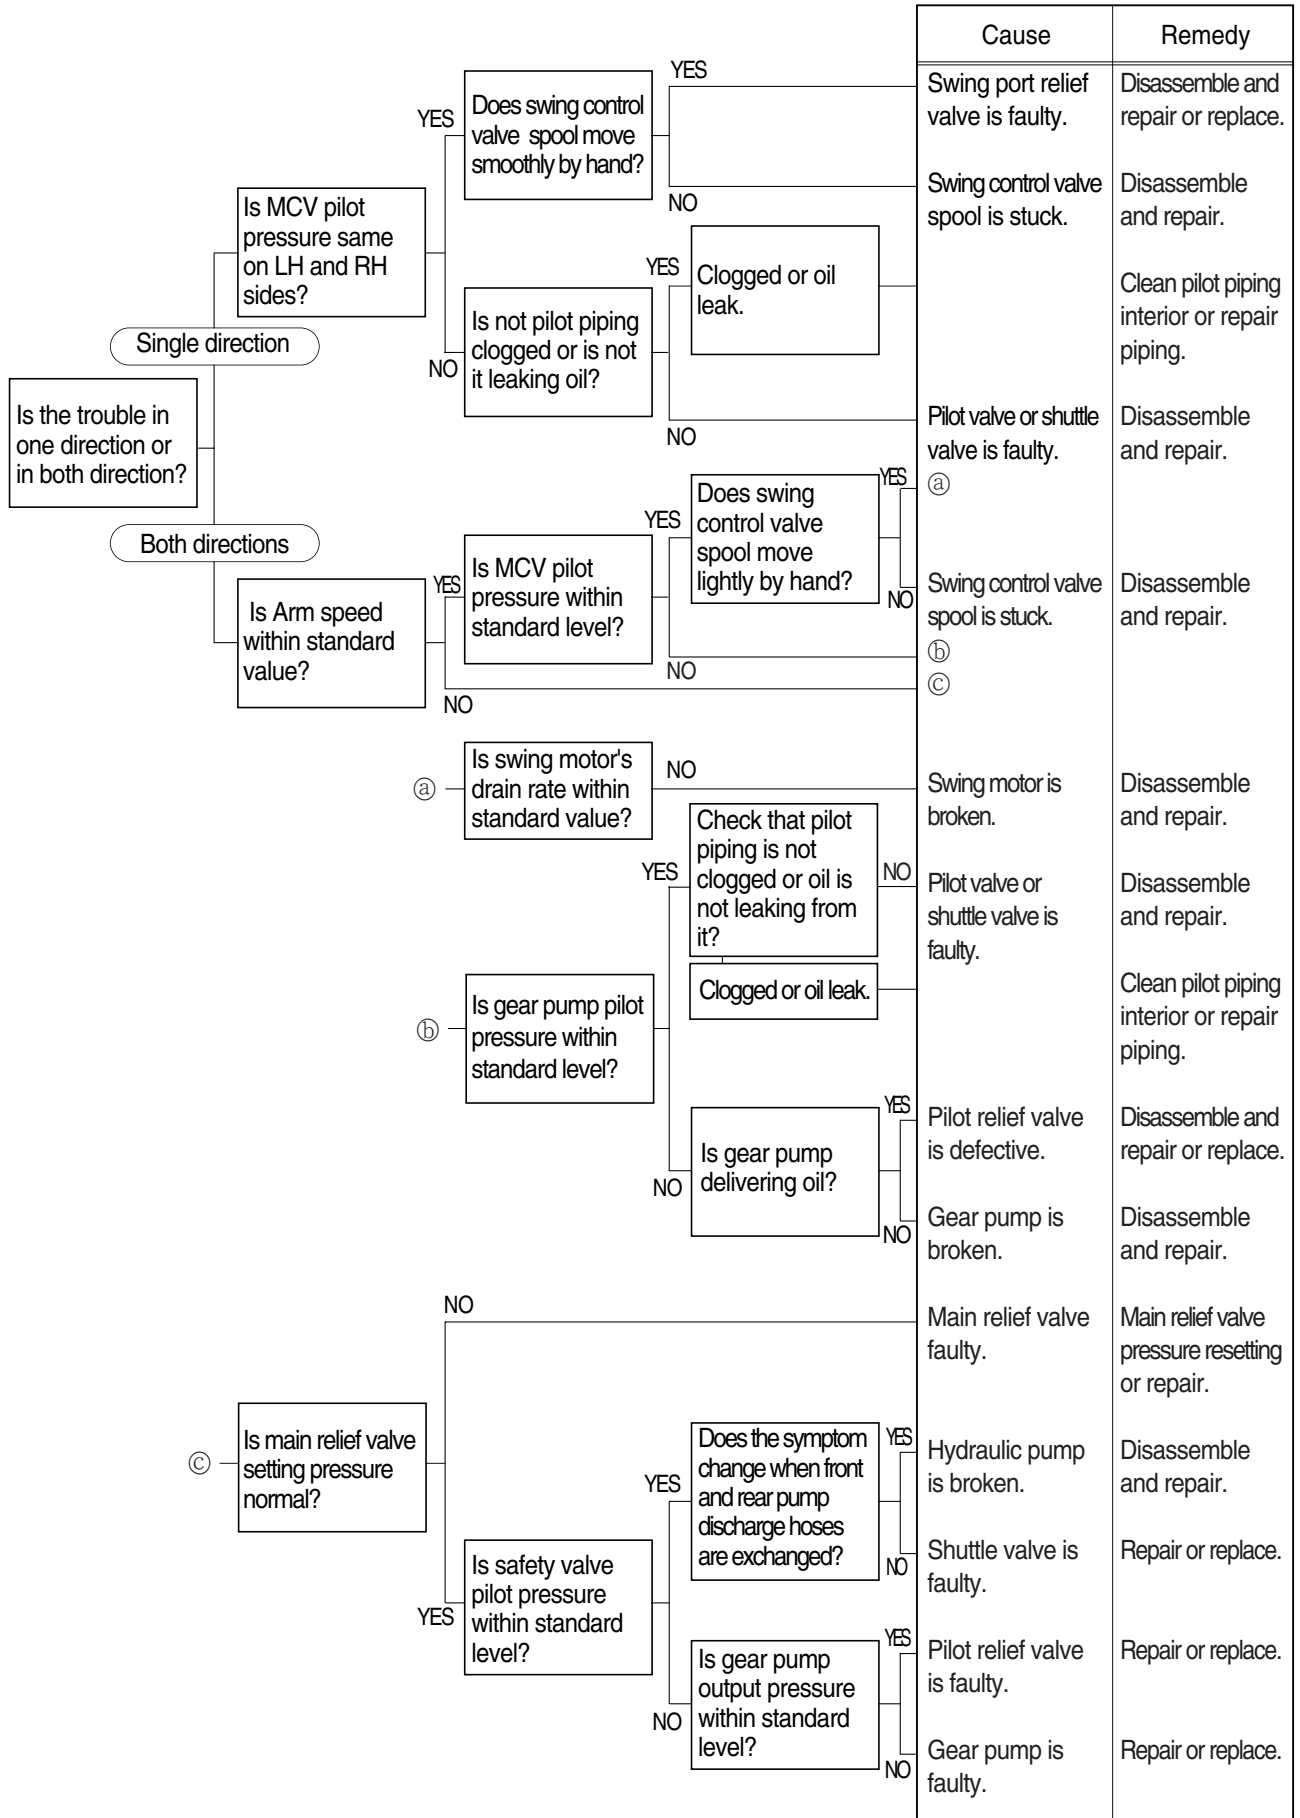 Cause
Remedy
YES
Swing port relief
valve is faulty.
Disassemble and
repair or replace.
YES
Does swing control
valve spool move
smoothly by hand?
NO
Swing control valve
spool is stuck.
Disassemble
and repair.
Is MCV pilot
pressure same
on LH and RH
sides?
YES
Clogged or oil
leak.
Clean pilot piping
interior or repair
piping.
Single direction
NO
Is not pilot piping
clogged or is not
it leaking oil?
NO
Pilot valve or shuttle
valve is faulty.
Disassemble
and repair.
Is the trouble in
one direction or
in both direction?
Both directions
YES
ⓐ
YES
Does swing
control valve
spool move
lightly by hand?
NO
Swing control valve
spool is stuck.
Disassemble
and repair.
YES
Is MCV pilot
pressure within
standard level?
Is Arm speed
within standard
value?
NO
ⓑ
NO
ⓒ
ⓐ
Is swing motor's
drain rate within
standard value?
NO
Swing motor is
broken.
Disassemble
and repair.
YES
Check that pilot
piping is not
clogged or oil is
not leaking from
it?
NO
Pilot valve or
shuttle valve is
faulty.
Disassemble
and repair.
Clogged or oil leak.
Clean pilot piping
interior or repair
piping.
ⓑ
Is gear pump pilot
pressure within
standard level?
YES
Pilot relief valve
is defective.
Disassemble and
repair or replace.
NO
Is gear pump
delivering oil?
NO
Gear pump is
broken.
Disassemble
and repair.
NO
Main relief valve
faulty.
Main relief valve
pressure resetting
or repair.
ⓒ
Is main relief valve
setting pressure
normal?
YES
Does the symptom
change when front
and rear pump
discharge hoses
are exchanged?
YES
Hydraulic pump
is broken.
Disassemble
and repair.
NO
Shuttle valve is
faulty.
Repair or replace.
YES
Is safety valve
pilot pressure
within standard
level?
YES
Pilot relief valve
is faulty.
Repair or replace.
NO
Is gear pump
output pressure
within standard
level?
NO
Gear pump is
faulty.
Repair or replace.